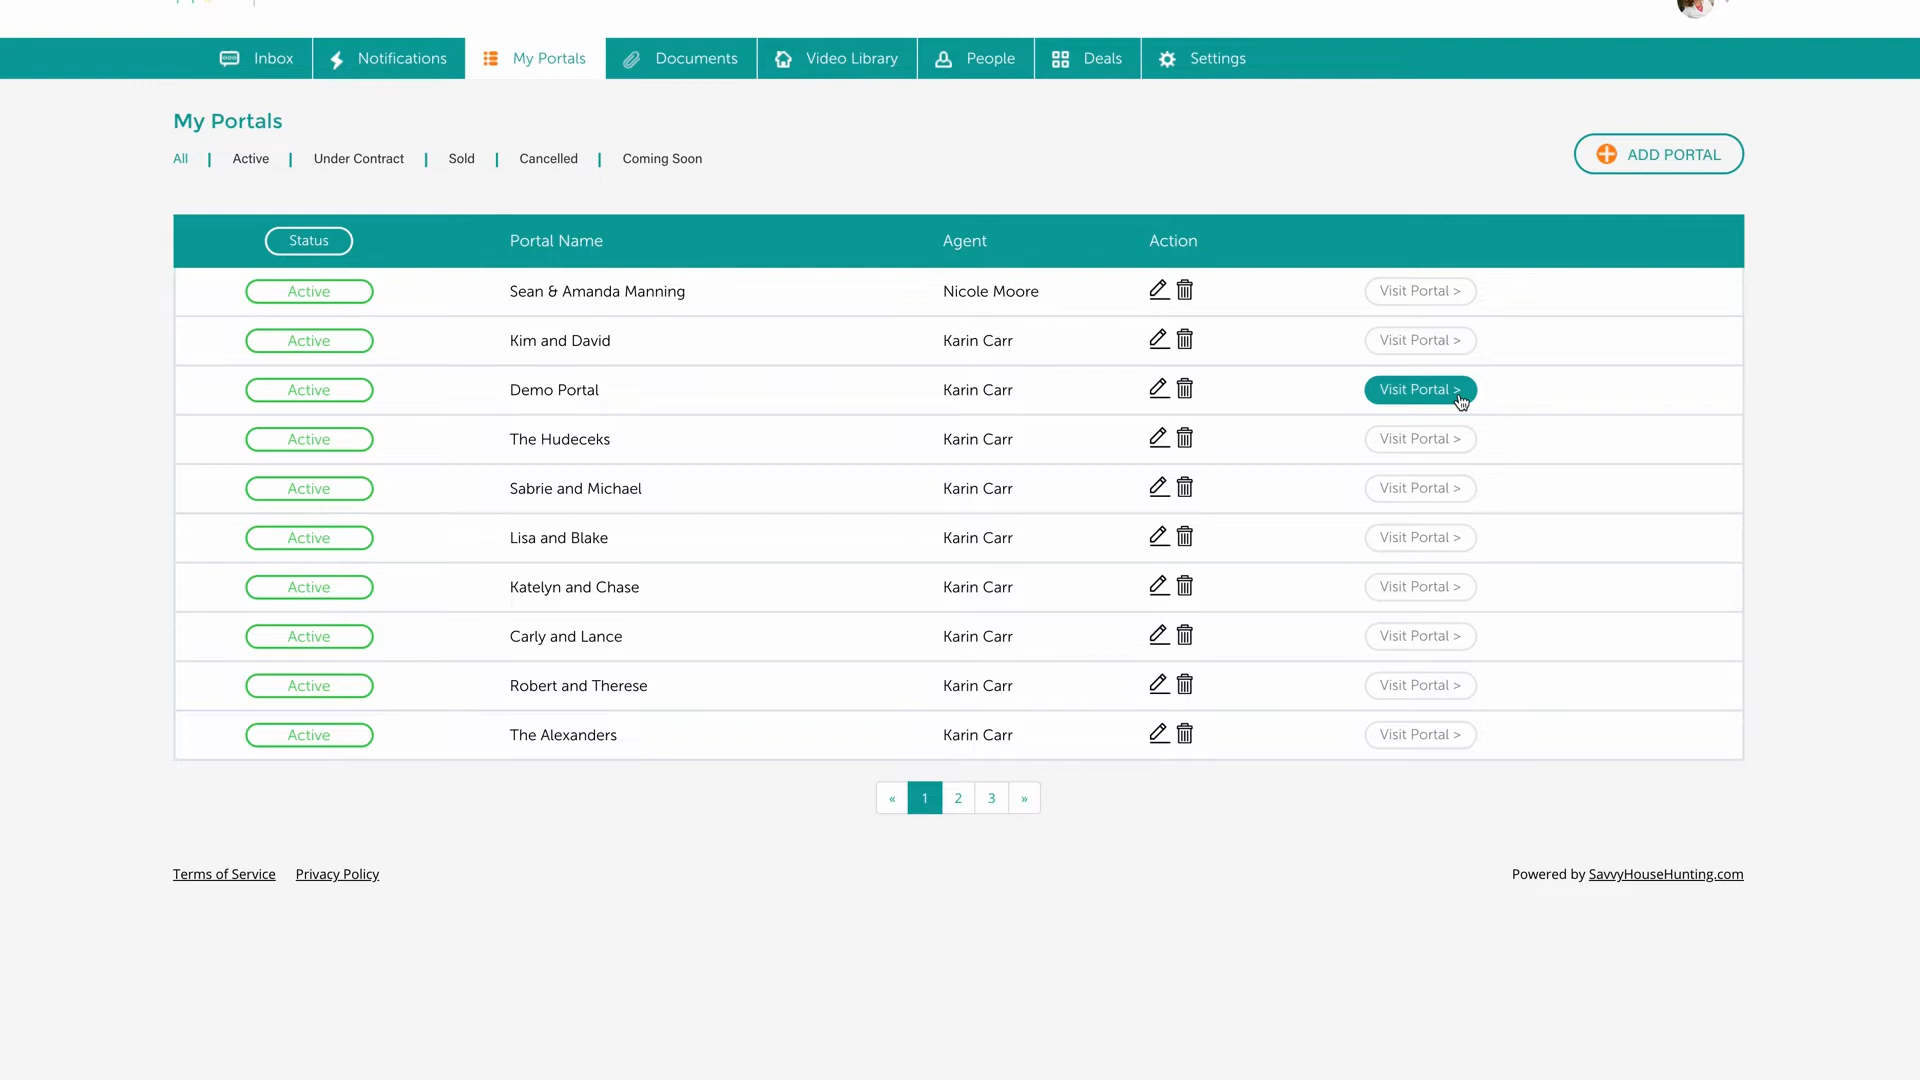 Inbox Notifications My Portals Documents Video Library People Deals Settings
My Portals
All | Active | Under Contract | Sold | Cancelled | Coming Soon
ADD PORTAL
Status Portal Name Agent Action
Active Sean & Amanda Manning Nicole Moore Visit Portal >
Active Kim and David Karin Carr Visit Portal >
Active Demo Portal Karin Carr Visit Portal >
Active The Hudeceks Karin Carr Visit Portal >
Active Sabrie and Michael Karin Carr Visit Portal >
Active Lisa and Blake Karin Carr Visit Portal >
Active Katelyn and Chase Karin Carr Visit Portal >
Active Carly and Lance Karin Carr Visit Portal >
Active Robert and Therese Karin Carr Visit Portal >
Active The Alexanders Karin Carr Visit Portal >
« 1 2 3 »
Terms of Service Privacy Policy Powered by SavvyHouseHunting.com